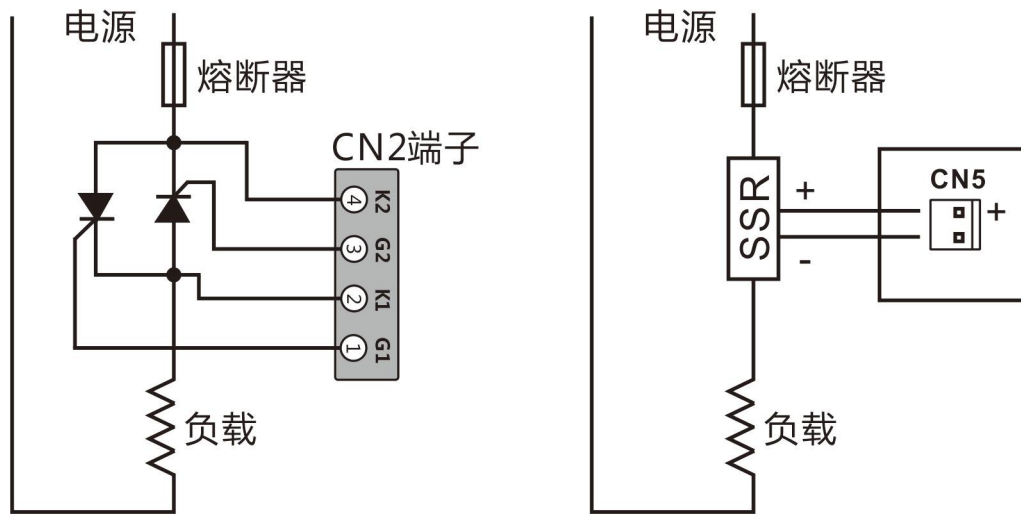 电源
熔断器
CN2端子
④ K2
③ G2
② K1
① G1
负载
电源
熔断器
SSR
+
-
CN5
+
负载